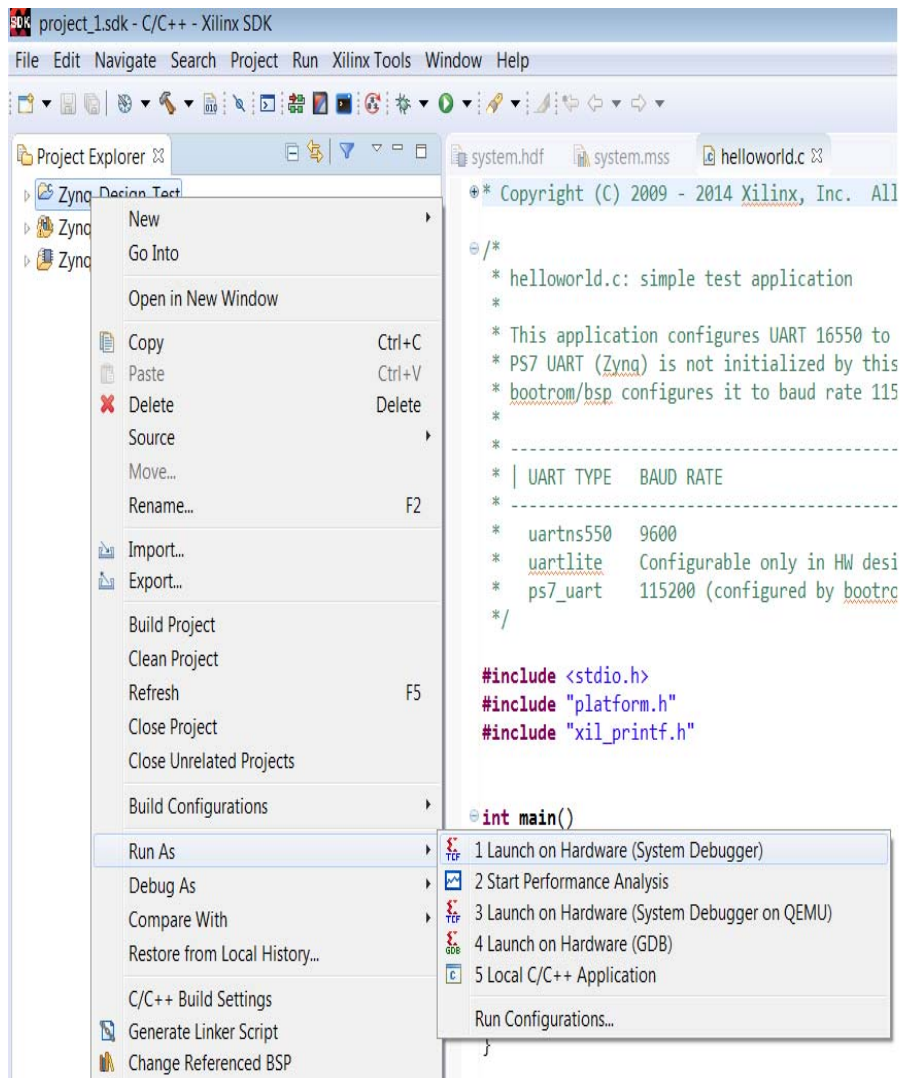 SDK project_1.sdk - C/C++ - Xilinx SDK
File Edit Navigate Search Project Run Xilinx Tools Window Help
Project Explorer
system.hdf system.mss helloworld.c
Zynq_Design_Test
Zynq
Zynq
New
Go Into
Open in New Window
Copy Ctrl+C
Paste Ctrl+V
Delete Delete
Source
Move...
Rename... F2
Import...
Export...
Build Project
Clean Project
Refresh F5
Close Project
Close Unrelated Projects
Build Configurations
Run As
Debug As
Compare With
Restore from Local History...
C/C++ Build Settings
Generate Linker Script
Change Referenced BSP
* Copyright (C) 2009 - 2014 Xilinx, Inc. All
/*
* helloworld.c: simple test application
*
* This application configures UART 16550 to
* PS7 UART (Zynq) is not initialized by this
* bootrom/bsp configures it to baud rate 115
*
* ------------------------------------------
* | UART TYPE BAUD RATE
* ------------------------------------------
* uartns550 9600
* uartlite Configurable only in HW desi
* ps7_uart 115200 (configured by bootro
*/
#include <stdio.h>
#include "platform.h"
#include "xil_printf.h"
int main()
TCF 1 Launch on Hardware (System Debugger)
2 Start Performance Analysis
TCF 3 Launch on Hardware (System Debugger on QEMU)
GDB 4 Launch on Hardware (GDB)
c 5 Local C/C++ Application
Run Configurations...
}